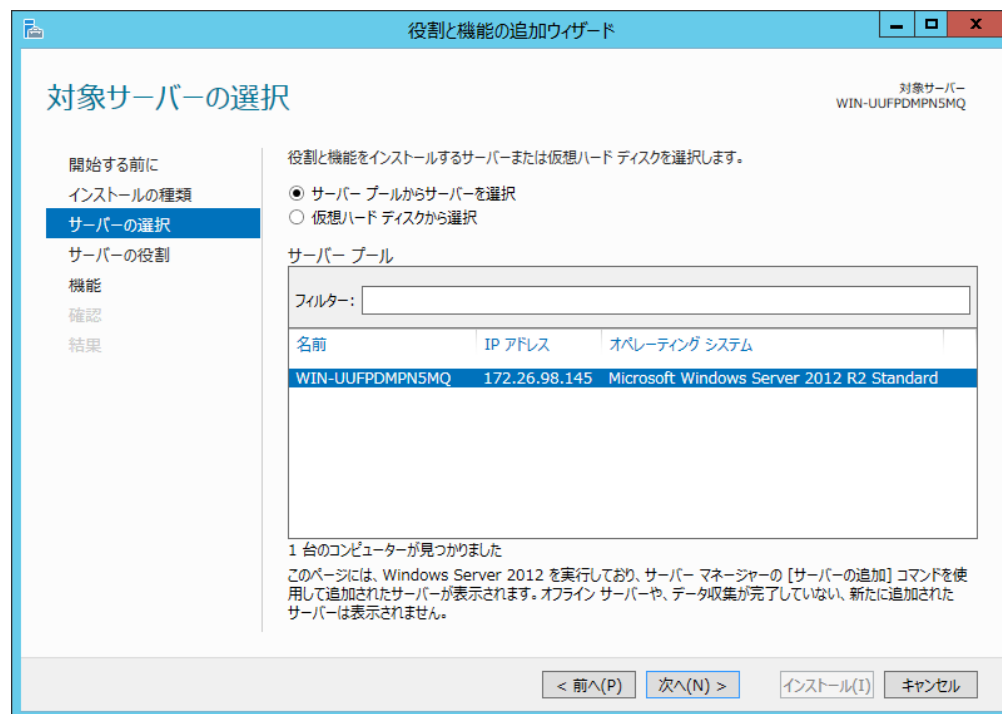 役割と機能の追加ウィザード
対象サーバーの選択
対象サーバー
WIN-UUFPDMPN5MQ
開始する前に
インストールの種類
サーバーの選択
サーバーの役割
機能
確認
結果
役割と機能をインストールするサーバーまたは仮想ハード ディスクを選択します。
サーバー プールからサーバーを選択
仮想ハード ディスクから選択
サーバー プール
フィルター:
名前 IP アドレス オペレーティング システム
WIN-UUFPDMPN5MQ 172.26.98.145 Microsoft Windows Server 2012 R2 Standard
1 台のコンピューターが見つかりました
このページには、Windows Server 2012 を実行しており、サーバー マネージャーの [サーバーの追加] コマンドを使
用して追加されたサーバーが表示されます。オフライン サーバーや、データ収集が完了していない、新たに追加された
サーバーは表示されません。
< 前へ(P) 次へ(N) > インストール(I) キャンセル